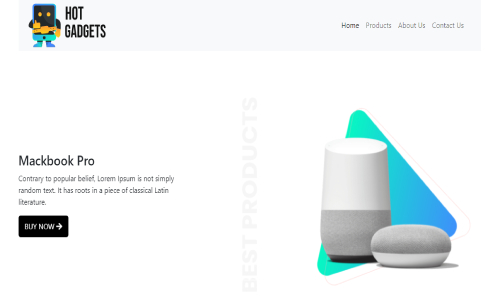 HOT
GADGETS
Home Products About Us Contact Us
BEST PRODUCTS
Mackbook Pro
Contrary to popular belief, Lorem Ipsum is not simply
random text. It has roots in a piece of classical Latin
literature.
BUY NOW →